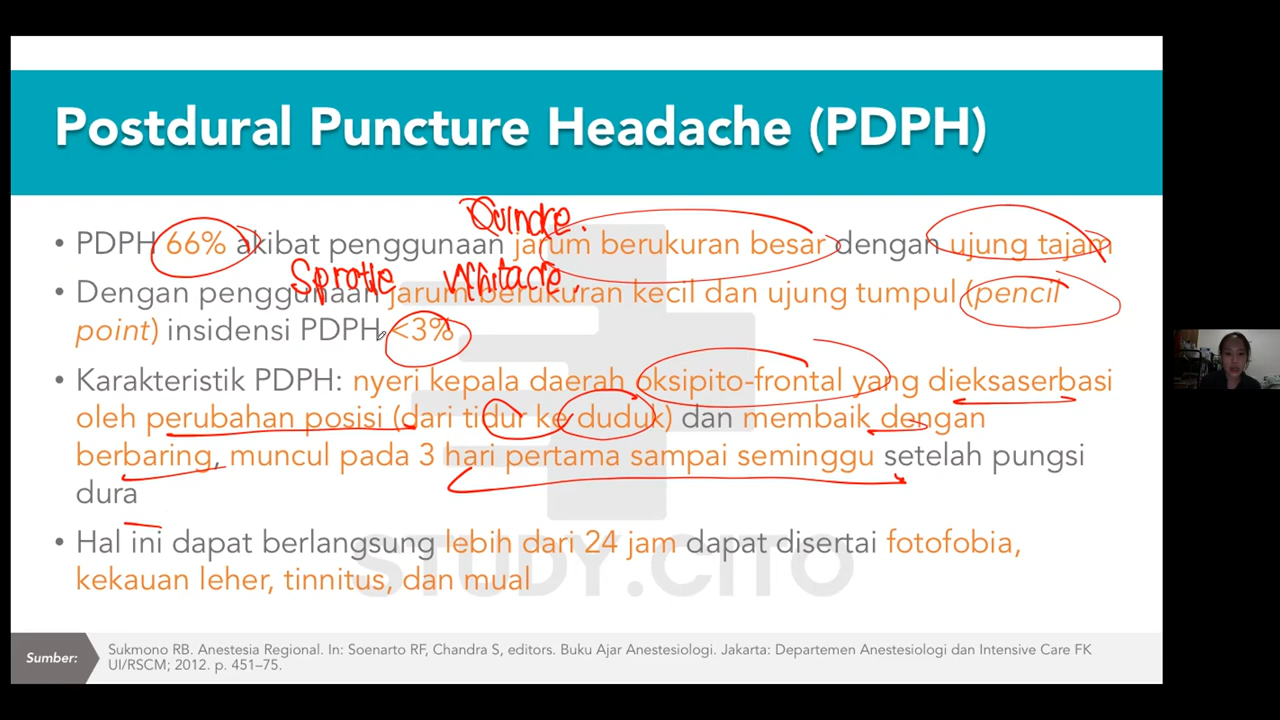 Postdural Puncture Headache (PDPH)
Quincke.
• PDPH 66% akibat penggunaan jarum berukuran besar dengan ujung tajam
Sprotte Whitacre.
• Dengan penggunaan jarum berukuran kecil dan ujung tumpul (pencil
point) insidensi PDPH <3%
• Karakteristik PDPH: nyeri kepala daerah oksipito-frontal yang dieksaserbasi
oleh perubahan posisi (dari tidur ke duduk) dan membaik dengan
berbaring, muncul pada 3 hari pertama sampai seminggu setelah pungsi
dura
• Hal ini dapat berlangsung lebih dari 24 jam dapat disertai fotofobia,
kekauan leher, tinnitus, dan mual
STUDY.CITO
Sumber:
Sukmono RB. Anestesia Regional. In: Soenarto RF, Chandra S, editors. Buku Ajar Anestesiologi. Jakarta: Departemen Anestesiologi dan Intensive Care FK
UI/RSCM; 2012. p. 451–75.